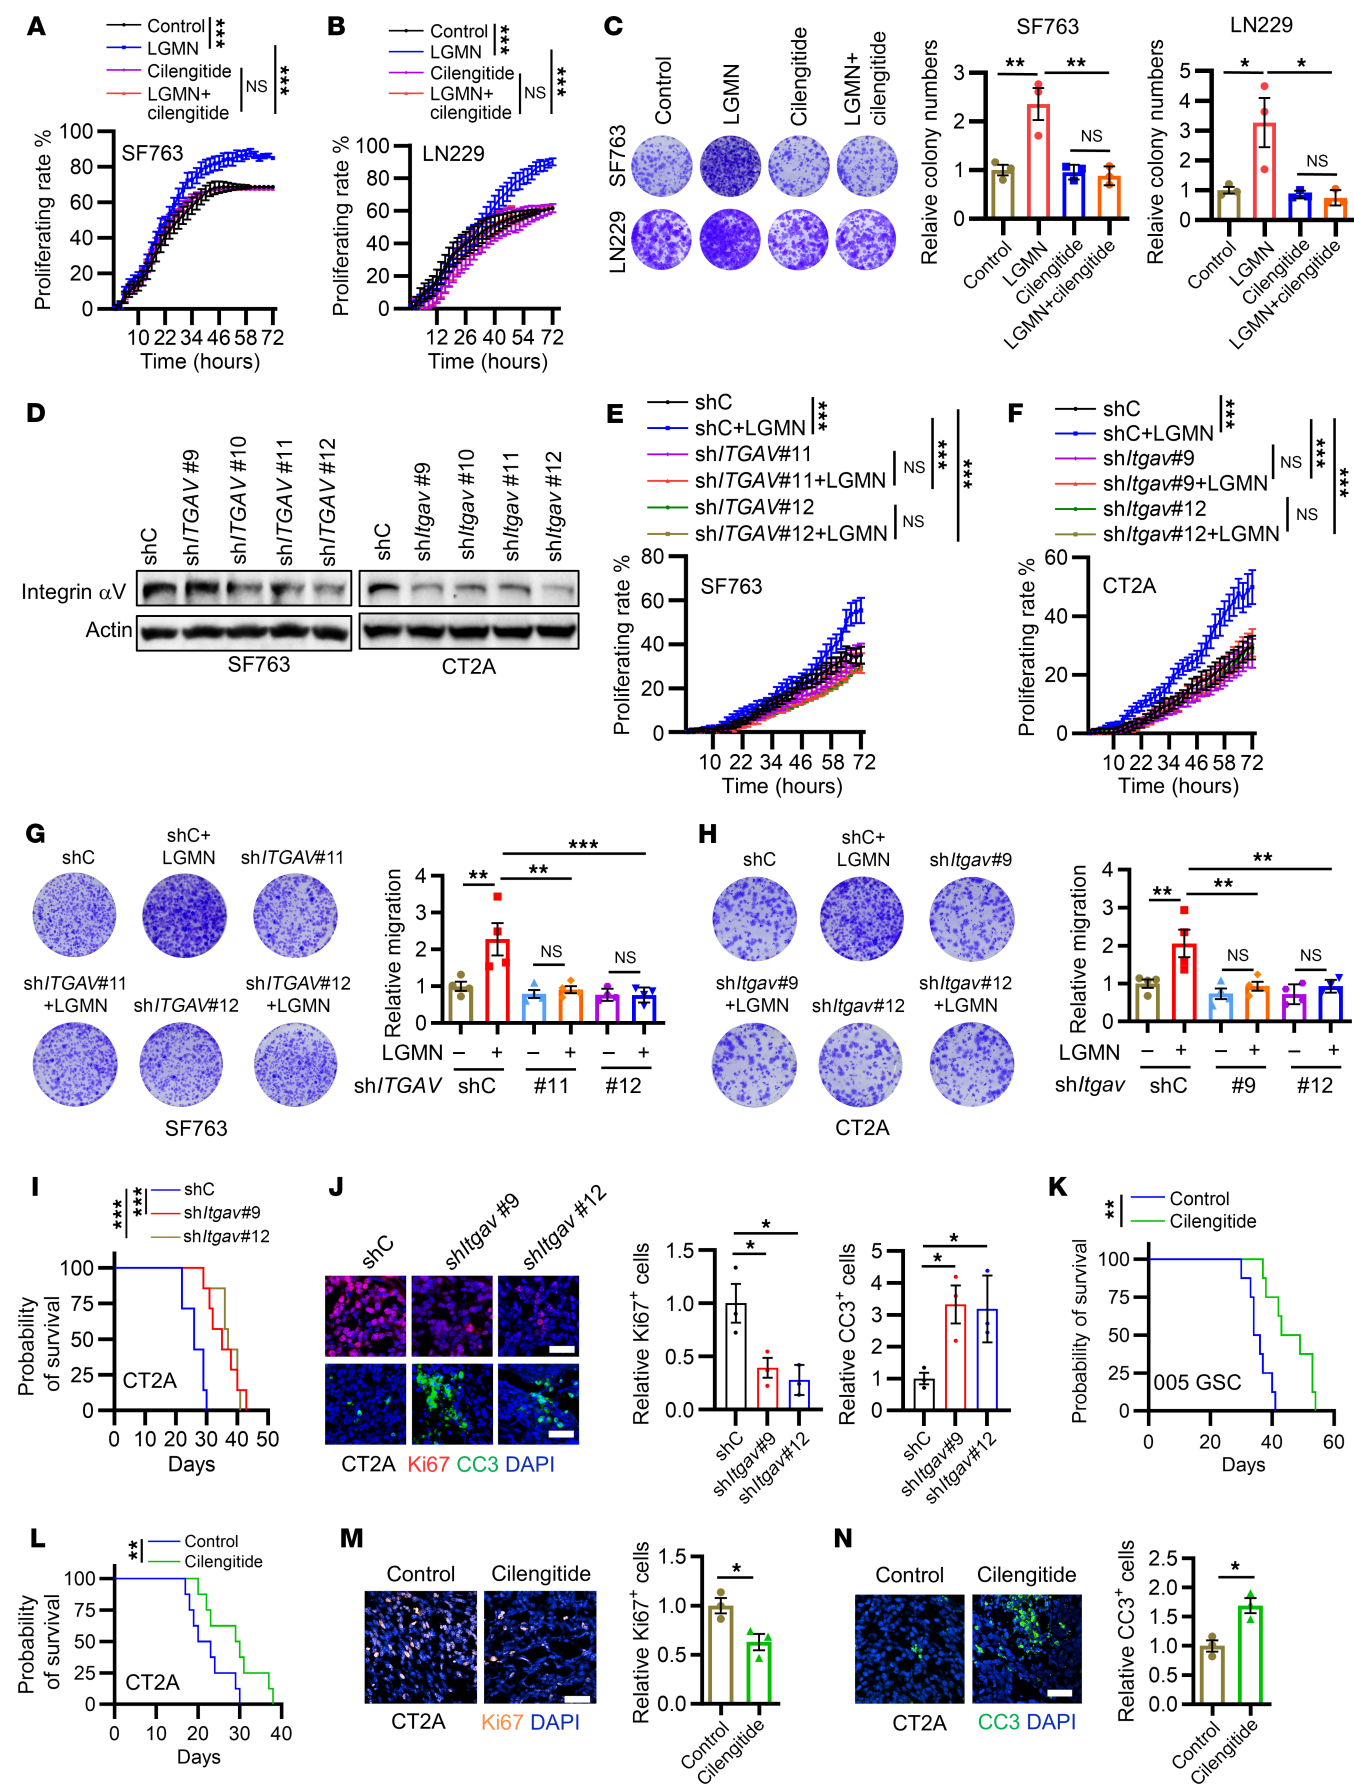 A
Control
LGMN
Cilengitide
LGMN+
cilengitide
***
NS
***
Proliferating rate %
100
80
60
40
20
0
SF763
10 22 34 46 58 72
Time (hours)
B
Control
LGMN
Cilengitide
LGMN+
cilengitide
***
NS
***
Proliferating rate %
100
80
60
40
20
0
LN229
12 26 40 54 72
Time (hours)
C
Control
LGMN
Cilengitide
LGMN+
cilengitide
SF763
LN229
SF763
Relaive colony numbers
3
2
1
0
**
**
NS
Control
LGMN
Cilengitide
LGMN+cilengitide
LN229
Relaive colony numbers
5
4
3
2
1
0
*
*
NS
Control
LGMN
Cilengitide
LGMN+cilengitide
D
shC
shITGAV #9
shITGAV #10
shITGAV #11
shITGAV #12
shC
shItgav #9
shItgav #10
shItgav #11
shItgav #12
Integrin αV
Actin
SF763
CT2A
E
shC
shC+LGMN
shITGAV#11
shITGAV#11+LGMN
shITGAV#12
shITGAV#12+LGMN
***
NS
NS
***
***
Proliferating rate %
80
60
40
20
0
SF763
10 22 34 46 58 72
Time (hours)
F
shC
shC+LGMN
shItgav#9
shItgav#9+LGMN
shItgav#12
shItgav#12+LGMN
***
NS
NS
***
***
Proliferating rate %
60
40
20
0
CT2A
10 22 34 46 58 72
Time (hours)
G
shC
shC+
LGMN
shITGAV#11
shITGAV#11
+LGMN
shITGAV#12
shITGAV#12
+LGMN
SF763
Relative migration
4
3
2
1
0
**
**
***
NS
NS
LGMN − + − + − +
shITGAV shC #11 #12
H
shC
shC+
LGMN
shItgav#9
shItgav#9
+LGMN
shItgav#12
shItgav#12
+LGMN
CT2A
Relative migration
4
3
2
1
0
**
**
**
NS
NS
LGMN − + − + − +
shItgav shC #9 #12
I
***
***
shC
shItgav#9
shItgav#12
Probability
of survival
100
75
50
25
0
CT2A
0 10 20 30 40 50
Days
J
shC
shItgav #9
shItgav #12
CT2A Ki67 CC3 DAPI
Relative Ki67+ cells
1.5
1.0
0.5
0.0
*
*
shC
shItgav#9
shItgav#12
Relative CC3+ cells
5
4
3
2
1
0
*
*
shC
shItgav#9
shItgav#12
K
**
Control
Cilengitide
Probability of survival
100
75
50
25
0
005 GSC
0 20 40 60
Days
L
**
Control
Cilengitide
Probability
of survival
100
75
50
25
0
CT2A
0 10 20 30 40
Days
M
Control
Cilengitide
CT2A Ki67 DAPI
Relative Ki67+ cells
1.5
1.0
0.5
0.0
*
Control
Cilengitide
N
Control
Cilengitide
CT2A CC3 DAPI
Relative CC3+ cells
2.5
2.0
1.5
1.0
0.5
0.0
*
Control
Cilengitide